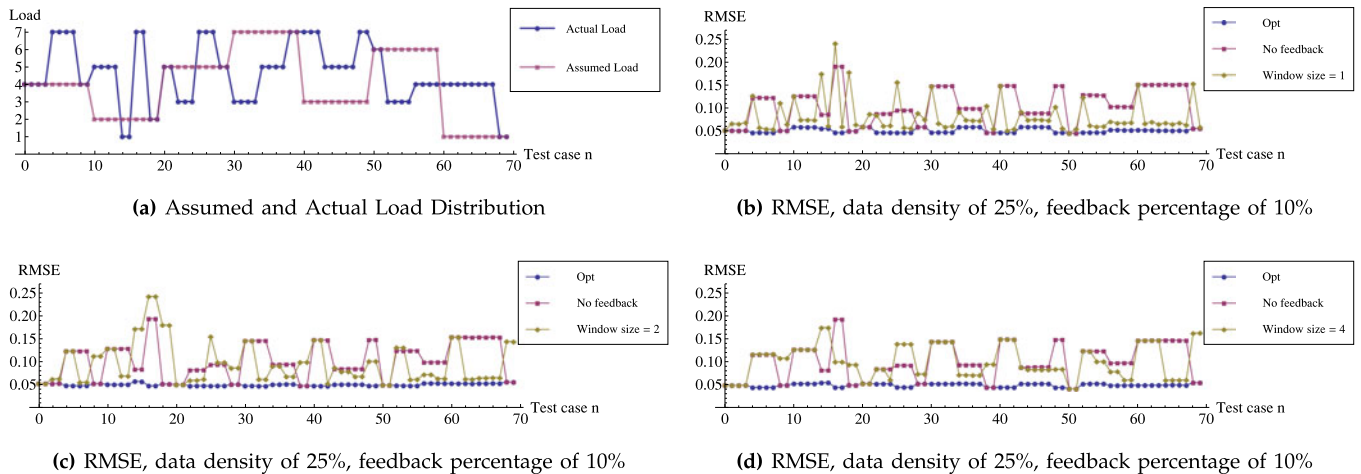 Load
7
6
5
4
3
2
1
0 10 20 30 40 50 60 70
Test case n
Actual Load
Assumed Load
(a) Assumed and Actual Load Distribution
RMSE
0.25
0.20
0.15
0.10
0.05
0 10 20 30 40 50 60 70
Test case n
Opt
No feedback
Window size = 1
(b) RMSE, data density of 25%, feedback percentage of 10%
RMSE
0.25
0.20
0.15
0.10
0.05
0 10 20 30 40 50 60 70
Test case n
Opt
No feedback
Window size = 2
(c) RMSE, data density of 25%, feedback percentage of 10%
RMSE
0.25
0.20
0.15
0.10
0.05
0 10 20 30 40 50 60 70
Test case n
Opt
No feedback
Window size = 4
(d) RMSE, data density of 25%, feedback percentage of 10%